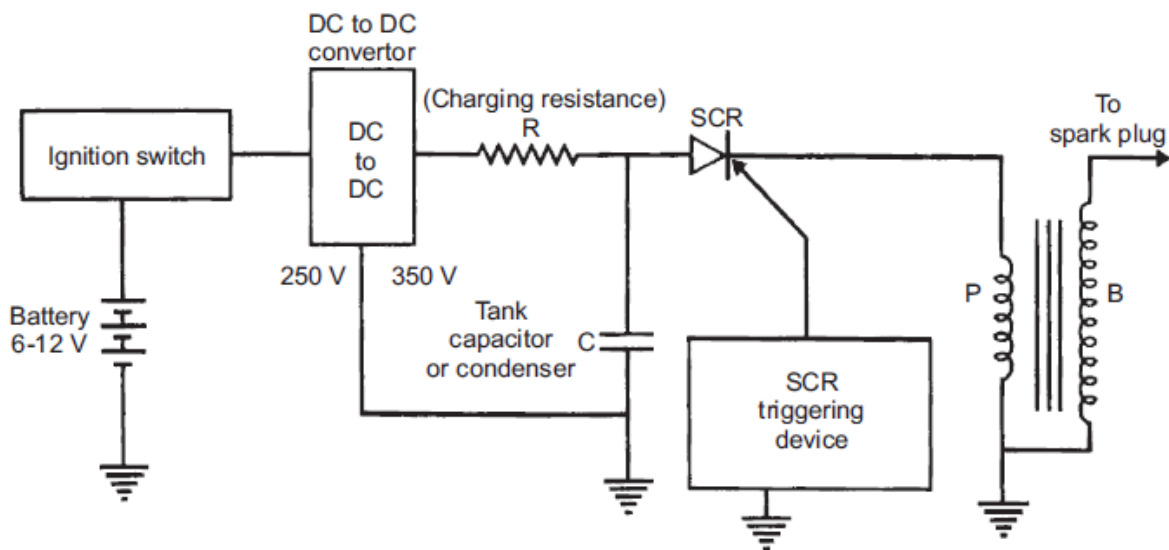 DC to DC
convertor
(Charging resistance)
R
SCR
To
spark plug
Ignition switch
DC
to
DC
250 V
350 V
Battery
6-12 V
Tank
capacitor
or condenser
C
P
B
SCR
triggering
device